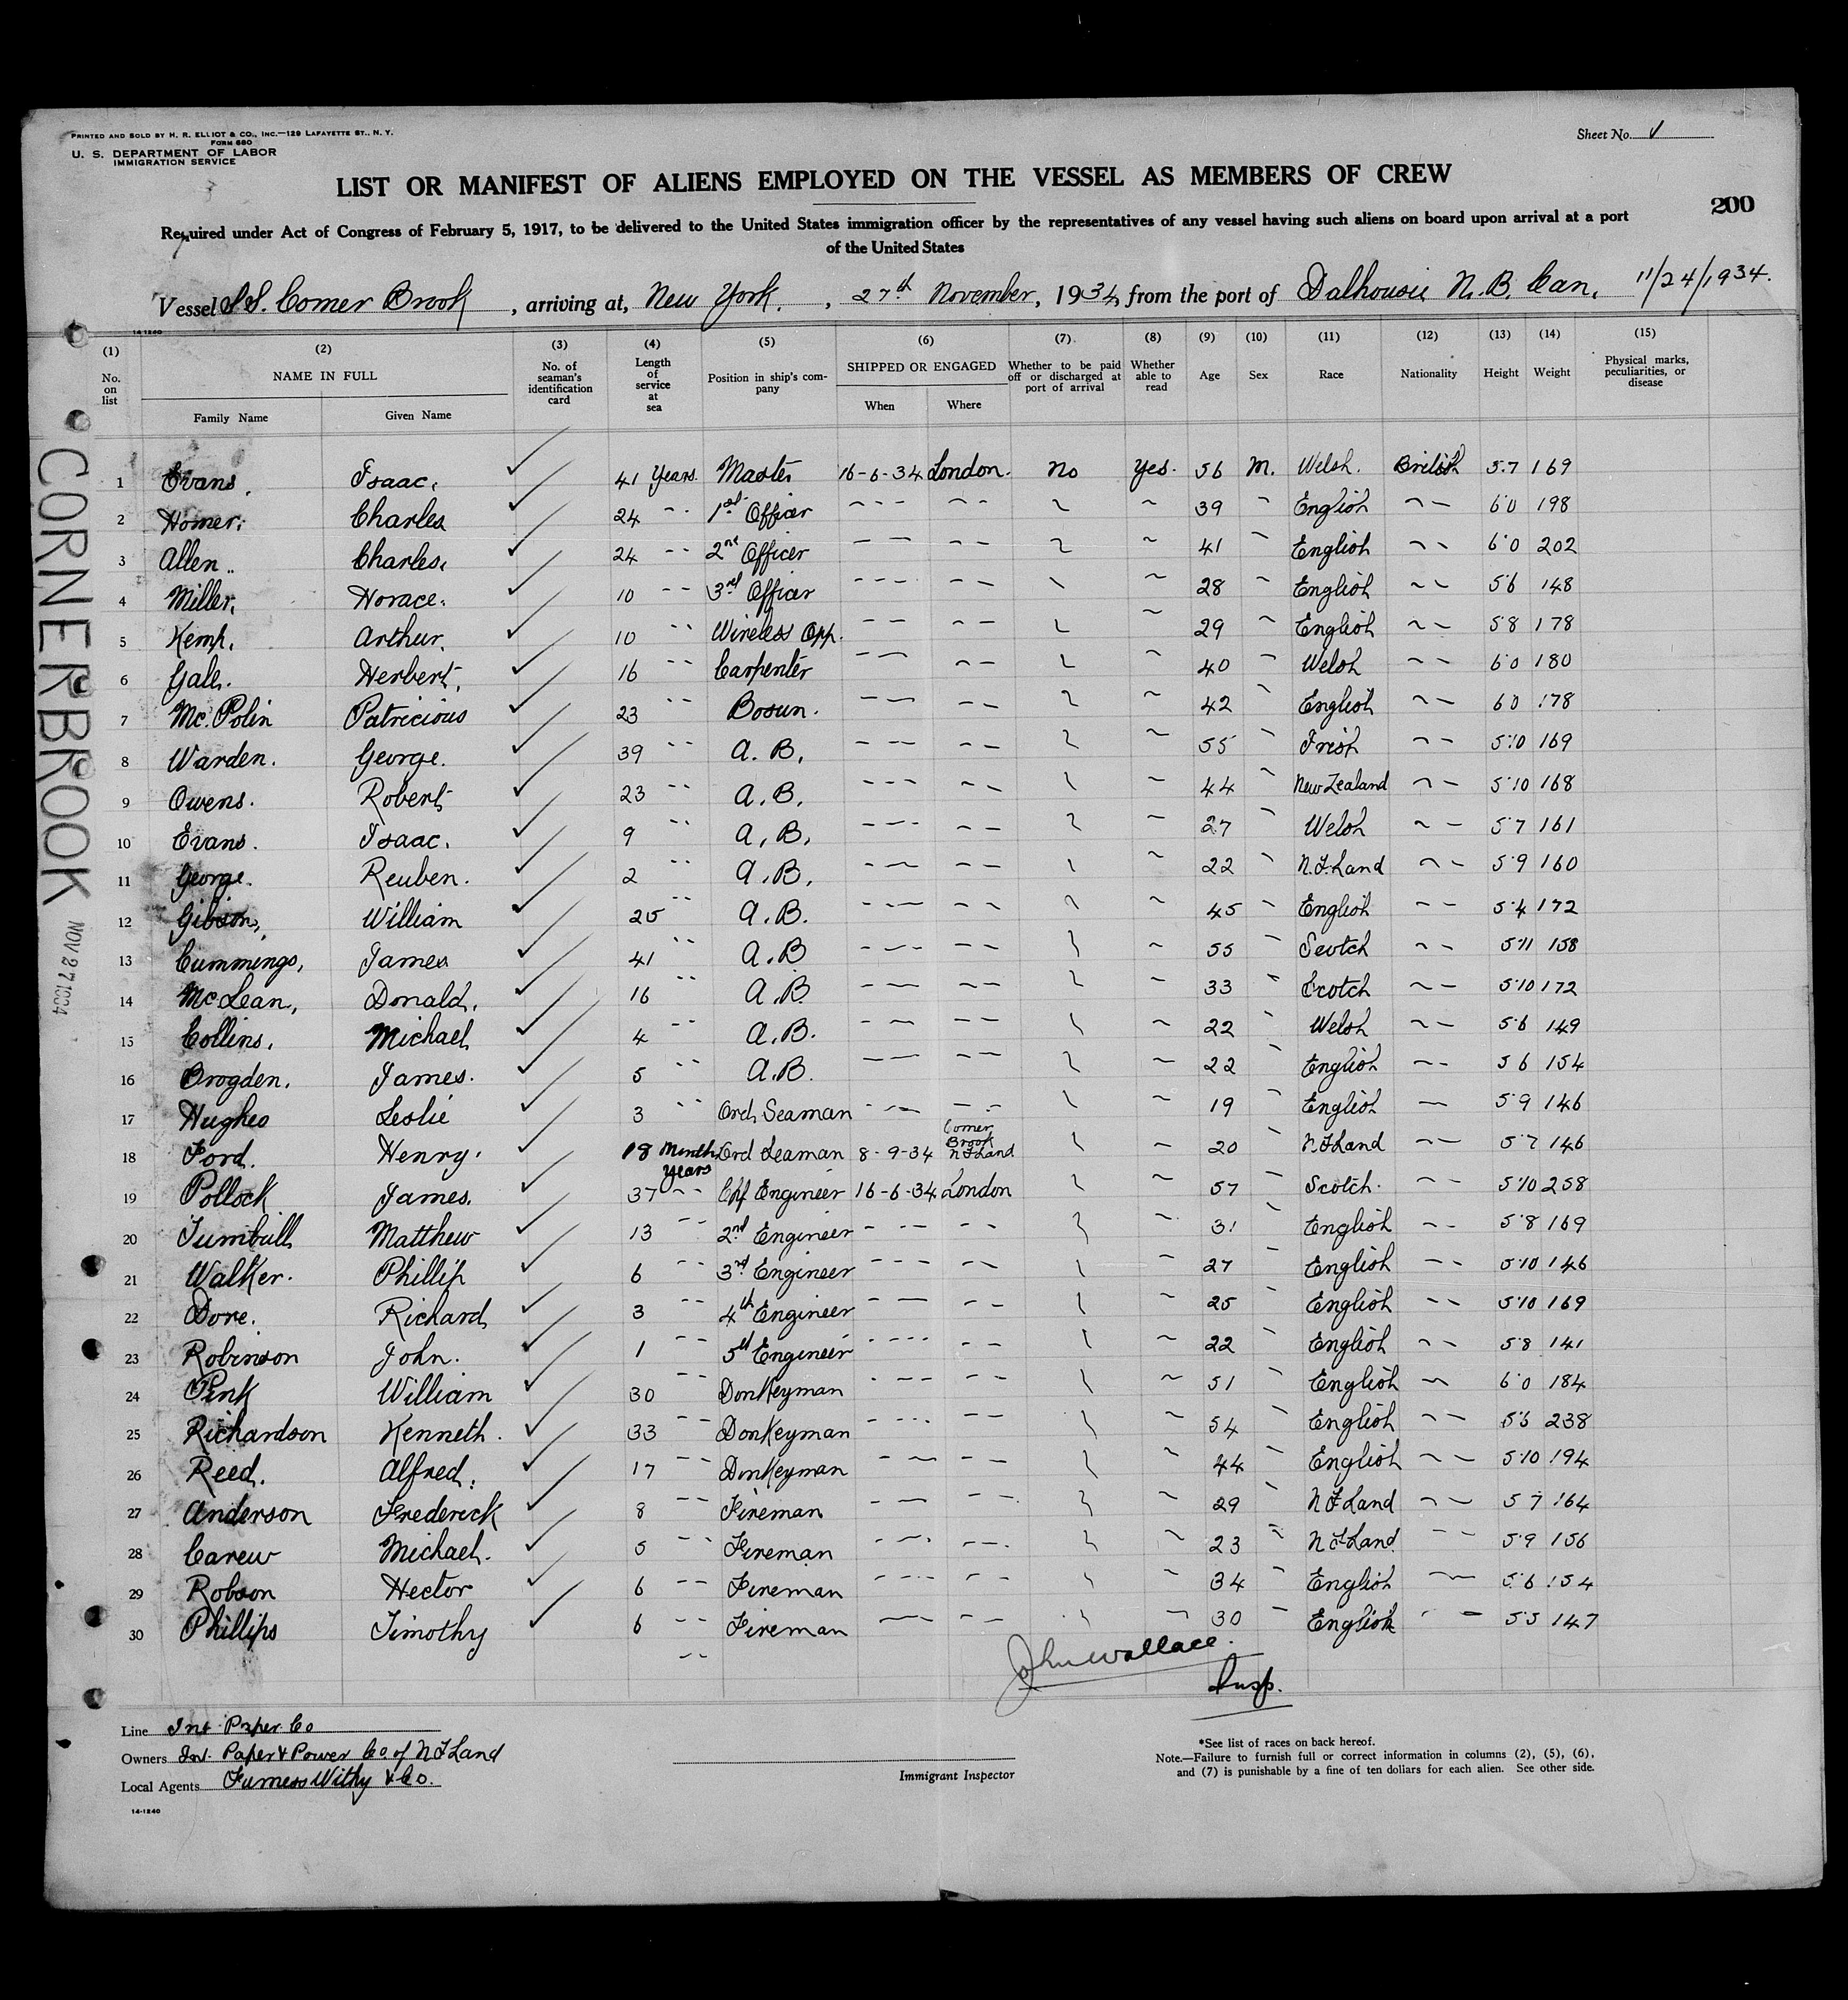 PRINTED AND SOLD BY H. R. ELLIOT & CO., INC.—129 LAFAYETTE ST., N. Y.
FORM 680
U. S. DEPARTMENT OF LABOR
IMMIGRATION SERVICE
Sheet No. 1
LIST OR MANIFEST OF ALIENS EMPLOYED ON THE VESSEL AS MEMBERS OF CREW
200
Required under Act of Congress of February 5, 1917, to be delivered to the United States immigration officer by the representatives of any vessel having such aliens on board upon arrival at a port
of the United States
Vessel S.S. Corner Brook, arriving at, New York., 27th November, 1934, from the port of Dalhousie N.B. Can. 11/24/1934.
14-1240
(1) No. on list (2) NAME IN FULL Family Name Given Name (3) No. of seaman's identification card (4) Length of service at sea (5) Position in ship's company (6) SHIPPED OR ENGAGED When Where (7) Whether to be paid off or discharged at port of arrival (8) Whether able to read (9) Age (10) Sex (11) Race (12) Nationality (13) Height (14) Weight (15) Physical marks, peculiarities, or disease
1 Evans. Isaac. ✓ 41 Years. Master 16-6-34 London. No Yes. 56 M. Welsh. British 5.7 169
2 Homer. Charles ✓ 24 " 1st Officer 39 English 6.0 198
3 Allen.. Charles. ✓ 24 " 2nd Officer 41 English 6.0 202
4 Miller. Horace. ✓ 10 " 3rd Officer 28 English 5.6 148
5 Kemp. Arthur. ✓ 10 " Wireless Opp. 29 English 5.8 178
6 Gale. Herbert. ✓ 16 " Carpenter 40 Welsh 6.0 180
7 Mc. Polin Patricious ✓ 23 " Bosun. 42 English 6.0 178
8 Warden. George. ✓ 39 " A. B. 55 Irish 5.10 169
9 Owens. Robert ✓ 23 " A. B. 44 New Zealand 5.10 168
10 Evans. Isaac. ✓ 9 " A. B. 27 Welsh 5.7 161
11 George. Reuben. ✓ 2 " A. B. 22 N.F.Land 5.9 160
12 Gibson, William ✓ 25 " A. B. 45 English 5.4 172
13 Cummings, James ✓ 41 " A. B 55 Scotch 5.11 158
14 McLean, Donald. ✓ 16 " A. B. 33 Scotch 5.10 172
15 Collins. Michael ✓ 4 " A. B. 22 Welsh 5.6 149
16 Brogden. James. ✓ 5 " A. B. 22 English 5 6 154
17 Hughes Leslie ✓ 3 " Ord. Seaman 19 English 5.9 146
18 Ford. Henry. ✓ 18 Months Ord Seaman 8-9-34 Corner Brook NFLand 20 NFLand 5.7 146
19 Pollock James. ✓ 37 Years Chf Engineer 16-6-34 London 57 Scotch. 5.10 258
20 Turnbull Matthew ✓ 13 " 2nd Engineer 31 English 5.8 169
21 Walker. Phillip ✓ 6 " 3rd Engineer 27 English 5.10 146
22 Dore. Richard ✓ 3 " 4th Engineer 25 English 5.10 169
23 Robinson John. ✓ 1 " 5th Engineer 22 English 5.8 141
24 Pink William ✓ 30 " Donkeyman 51 English 6.0 184
25 Richardson Kenneth. ✓ 33 " Donkeyman 54 English 5.6 238
26 Reed. Alfred. ✓ 17 " Donkeyman 44 English 5.10 194
27 Anderson Frederick ✓ 8 " Fireman 29 NFLand 5 7 164
28 Carew Michael. ✓ 5 " Fireman 23 NFLand 5.9 156
29 Robson Hector ✓ 6 " Fireman 34 English 5.6 154
30 Phillips Timothy ✓ 6 " Fireman 30 English 5.5 147
John Wallace.
Insp.
Line Int. Paper Co
Owners Int. Paper & Power Co. of NFLand
Local Agents Furness Withy & Co.
14-1240
Immigrant Inspector
*See list of races on back hereof.
Note.—Failure to furnish full or correct information in columns (2), (5), (6),
and (7) is punishable by a fine of ten dollars for each alien. See other side.
CORNERBROOK
NOV 27 1934